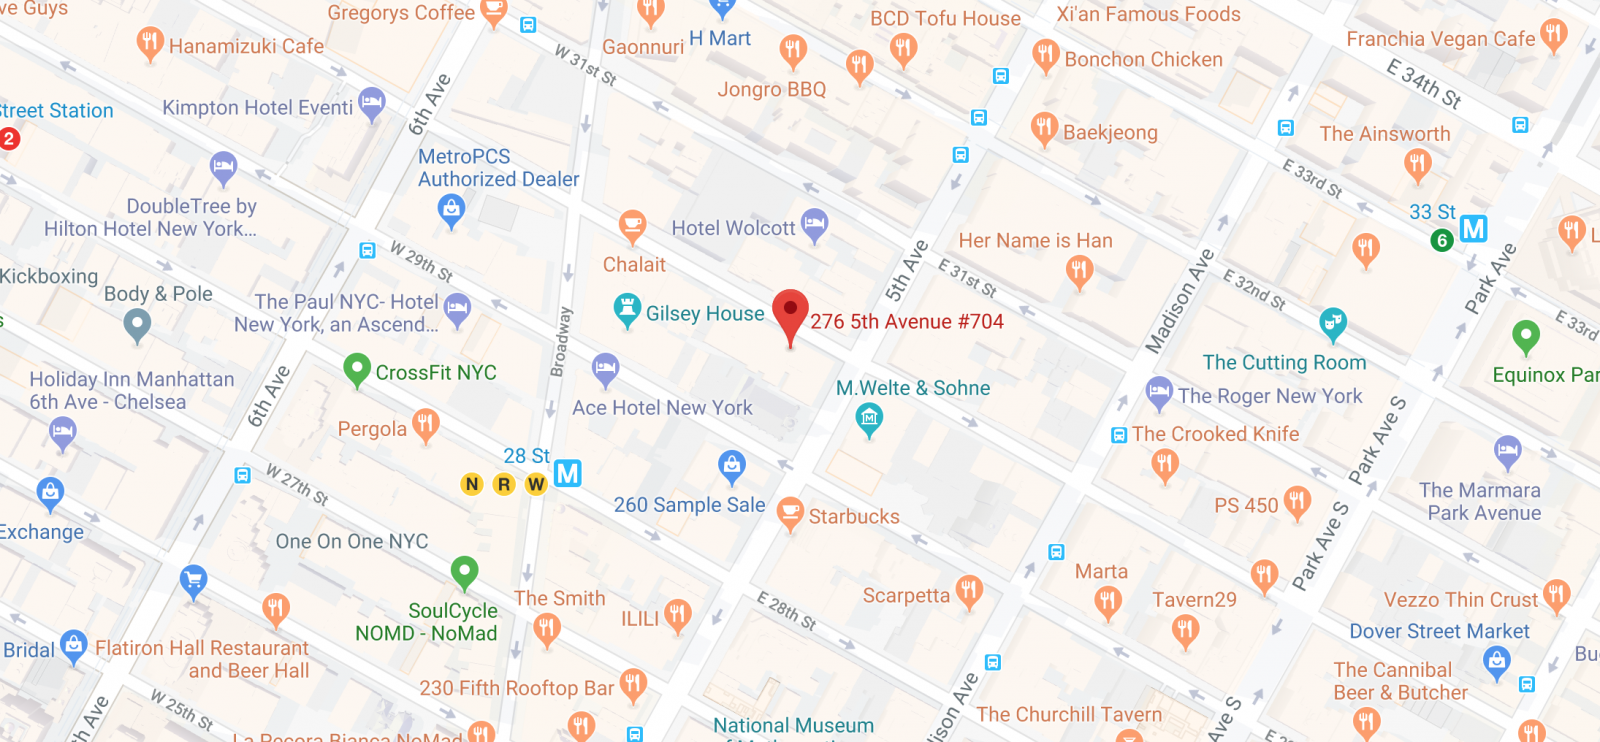 ve Guys
Gregorys Coffee
Hanamizuki Cafe
Kimpton Hotel Eventi
Street Station
2
6th Ave
W 31st St
Gaonnuri
H Mart
Jongro BBQ
BCD Tofu House
Xi'an Famous Foods
Bonchon Chicken
Baekjeong
Franchia Vegan Cafe
E 34th St
The Ainsworth
E 33rd St
33 St
M
6
MetroPCS
Authorized Dealer
DoubleTree by
Hilton Hotel New York...
W 29th St
Kickboxing
Body & Pole
s
The Paul NYC- Hotel
New York, an Ascend...
Chalait
Hotel Wolcott
Gilsey House
276 5th Avenue #704
5th Ave
Her Name is Han
E 31st St
Madison Ave
E 32nd St
Park Ave
L
E 33rd
The Cutting Room
Equinox Par
Broadway
CrossFit NYC
Holiday Inn Manhattan
6th Ave - Chelsea
6th Ave
Pergola
Ace Hotel New York
M.Welte & Sohne
M
The Roger New York
The Crooked Knife
Park Ave S
28 St
M
N
R
W
W 27th St
260 Sample Sale
Starbucks
PS 450
The Marmara
Park Avenue
Exchange
One On One NYC
Park Ave S
SoulCycle
NOMD - NoMad
The Smith
ILILI
E 28th St
Scarpetta
Marta
Tavern29
Vezzo Thin Crust
Dover Street Market
Bridal
Flatiron Hall Restaurant
and Beer Hall
Bu
230 Fifth Rooftop Bar
The Cannibal
Beer & Butcher
W 25th St
th Ave
National Museum
dison Ave
The Churchill Tavern
Ave S
La Pecora Bianca NoMad